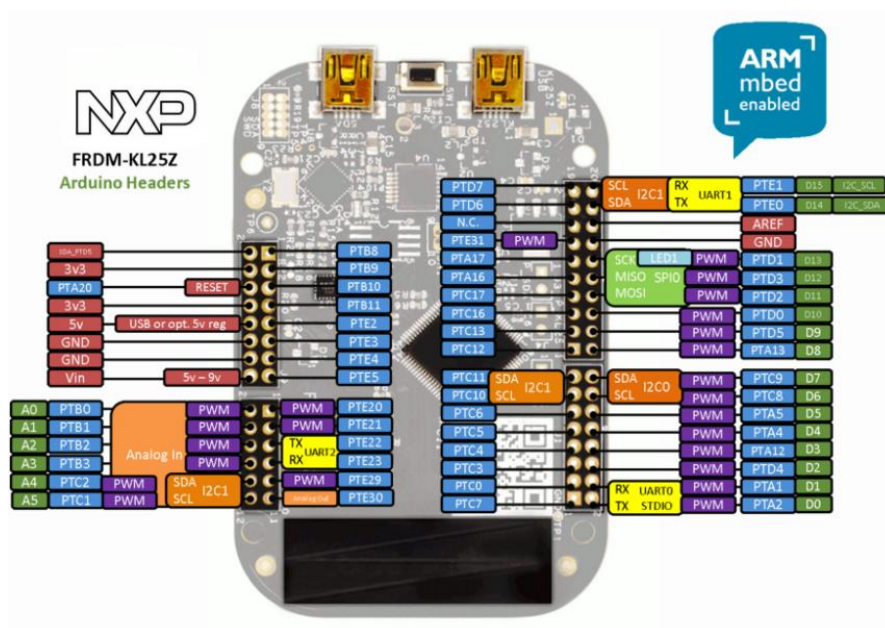 NXP
FRDM-KL25Z
Arduino Headers
ARM
mbed
enabled
SDA_PTD5
3v3
PTA20 RESET
3v3
5v USB or opt. 5v reg
GND
GND
Vin 5v – 9v
PTB8
PTB9
PTB10
PTB11
PTE2
PTE3
PTE4
PTE5
A0 PTB0 PWM
A1 PTB1 PWM
A2 PTB2 PWM
A3 PTB3 PWM
Analog In
A4 PTC2 PWM SDA
A5 PTC1 PWM SCL
I2C1
PWM PTE20
PWM PTE21
TX PTE22
UART2
RX PTE23
PWM PTE29
Analog Out PTE30
PTD7
PTD6
N.C.
PTE31 PWM
PTA17
PTA16
PTC17
PTC16
PTC13
PTC12
SCL I2C1 RX UART1 PTE1 D15 I2C_SCL
SDA TX PTE0 D14 I2C_SDA
AREF
GND
SCK LED1 PWM PTD1 D13
MISO SPI0 PWM PTD3 D12
MOSI PWM PTD2 D11
PWM PTD0 D10
PWM PTD5 D9
PWM PTA13 D8
PTC11 SDA I2C1
PTC10 SCL
PTC6
PTC5
PTC4
PTC3
PTC0
PTC7
SDA I2C0 PWM PTC9 D7
SCL PWM PTC8 D6
PWM PTA5 D5
PWM PTA4 D4
PWM PTA12 D3
PWM PTD4 D2
RX UART0 PWM PTA1 D1
TX STDIO PWM PTA2 D0